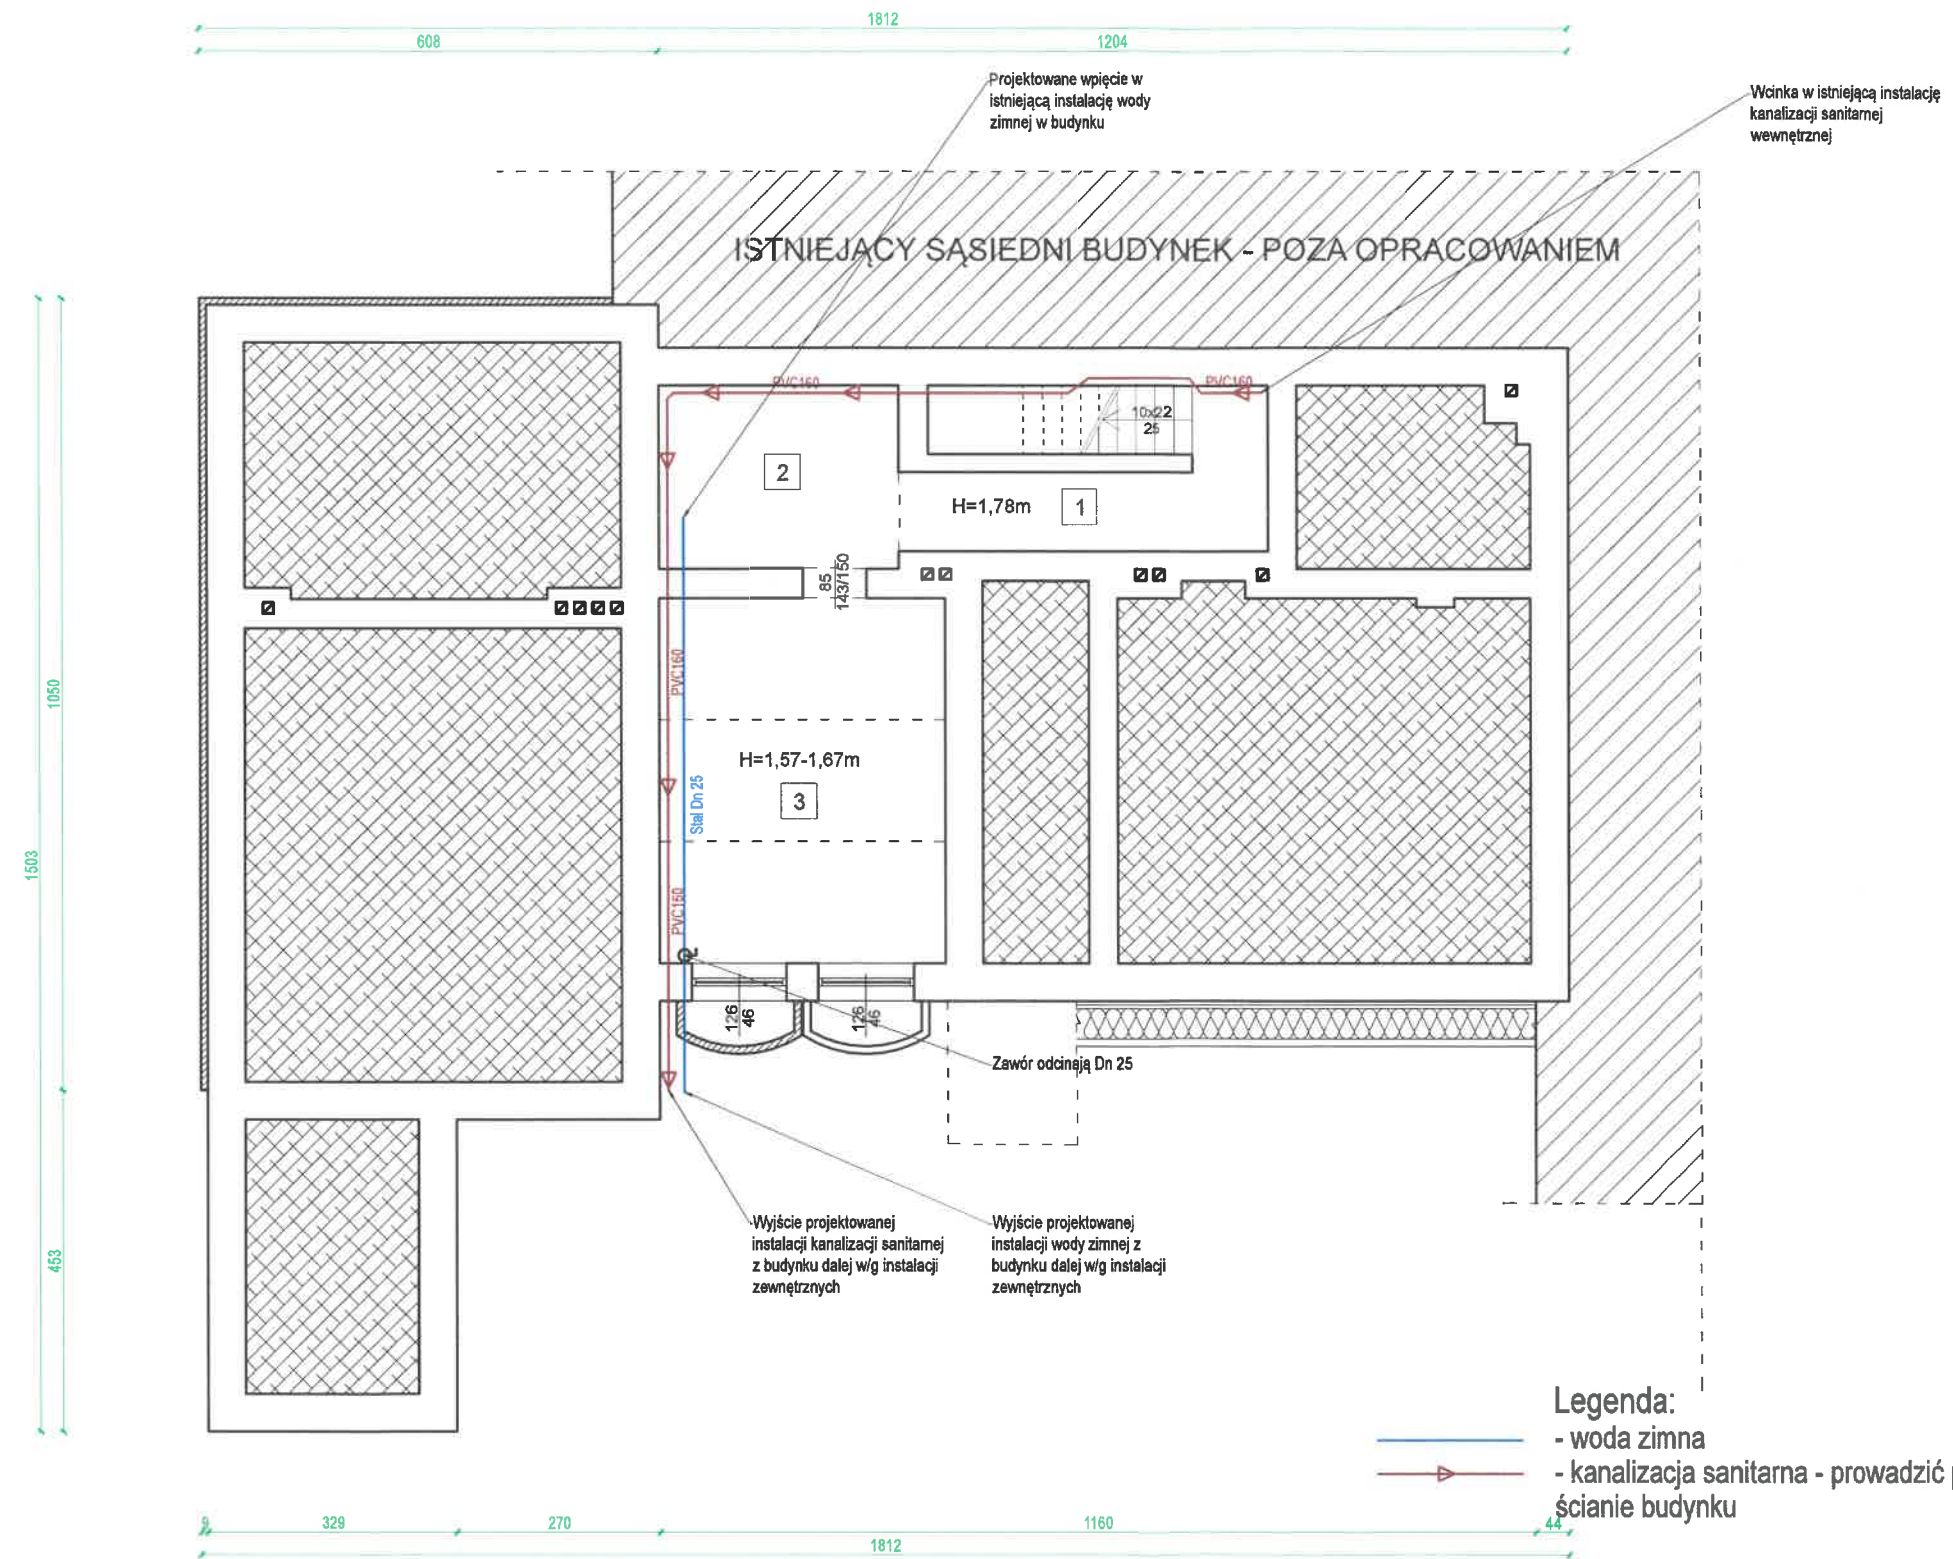 1812
608
1204
Projektowane wpięcie w
istniejącą instalację wody
zimnej w budynku
Wcinka w istniejącą instalację
kanalizacji sanitarnej
wewnętrznej
ISTNIEJĄCY SĄSIEDNI BUDYNEK - POZA OPRACOWANIEM
PVC160
PVC160
10x22
25
2
H=1,78m
1
85
143/150
PVC160
1050
H=1,57-1,67m
3
Stal Dn 25
1503
PVC160
126
46
126
46
Zawór odcinają Dn 25
453
Wyjście projektowanej
instalacji kanalizacji sanitarnej
z budynku dalej w/g instalacji
zewnętrznych
Wyjście projektowanej
instalacji wody zimnej z
budynku dalej w/g instalacji
zewnętrznych
Legenda:
- woda zimna
- kanalizacja sanitarna - prowadzić
ścianie budynku
9
329
270
1160
44
1812